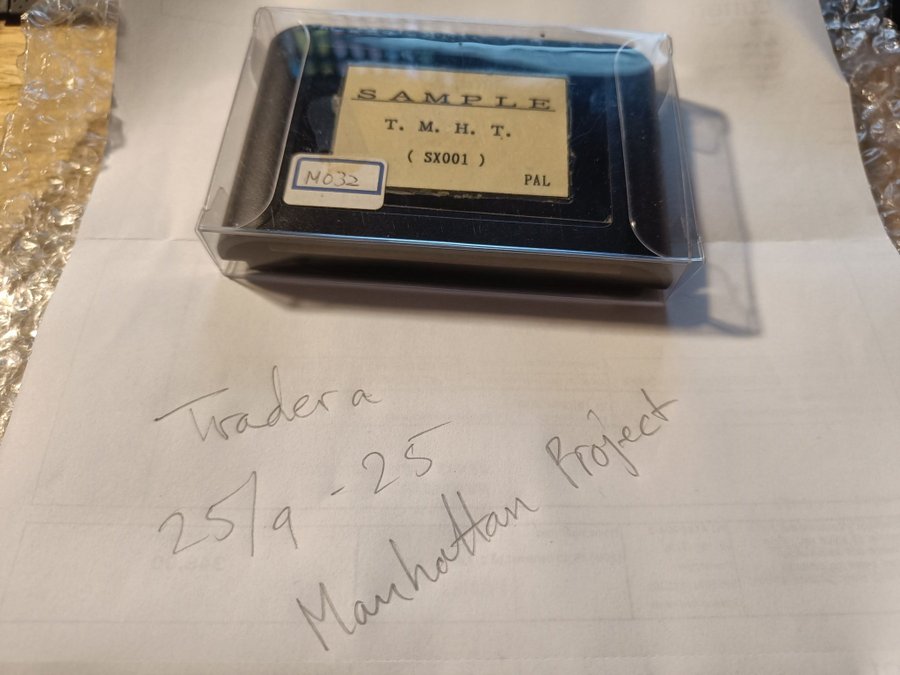 SAMPLE
T. M. H. T.
( SX001 )
PAL
M032
Tradera
25/9-25
Manhattan Project